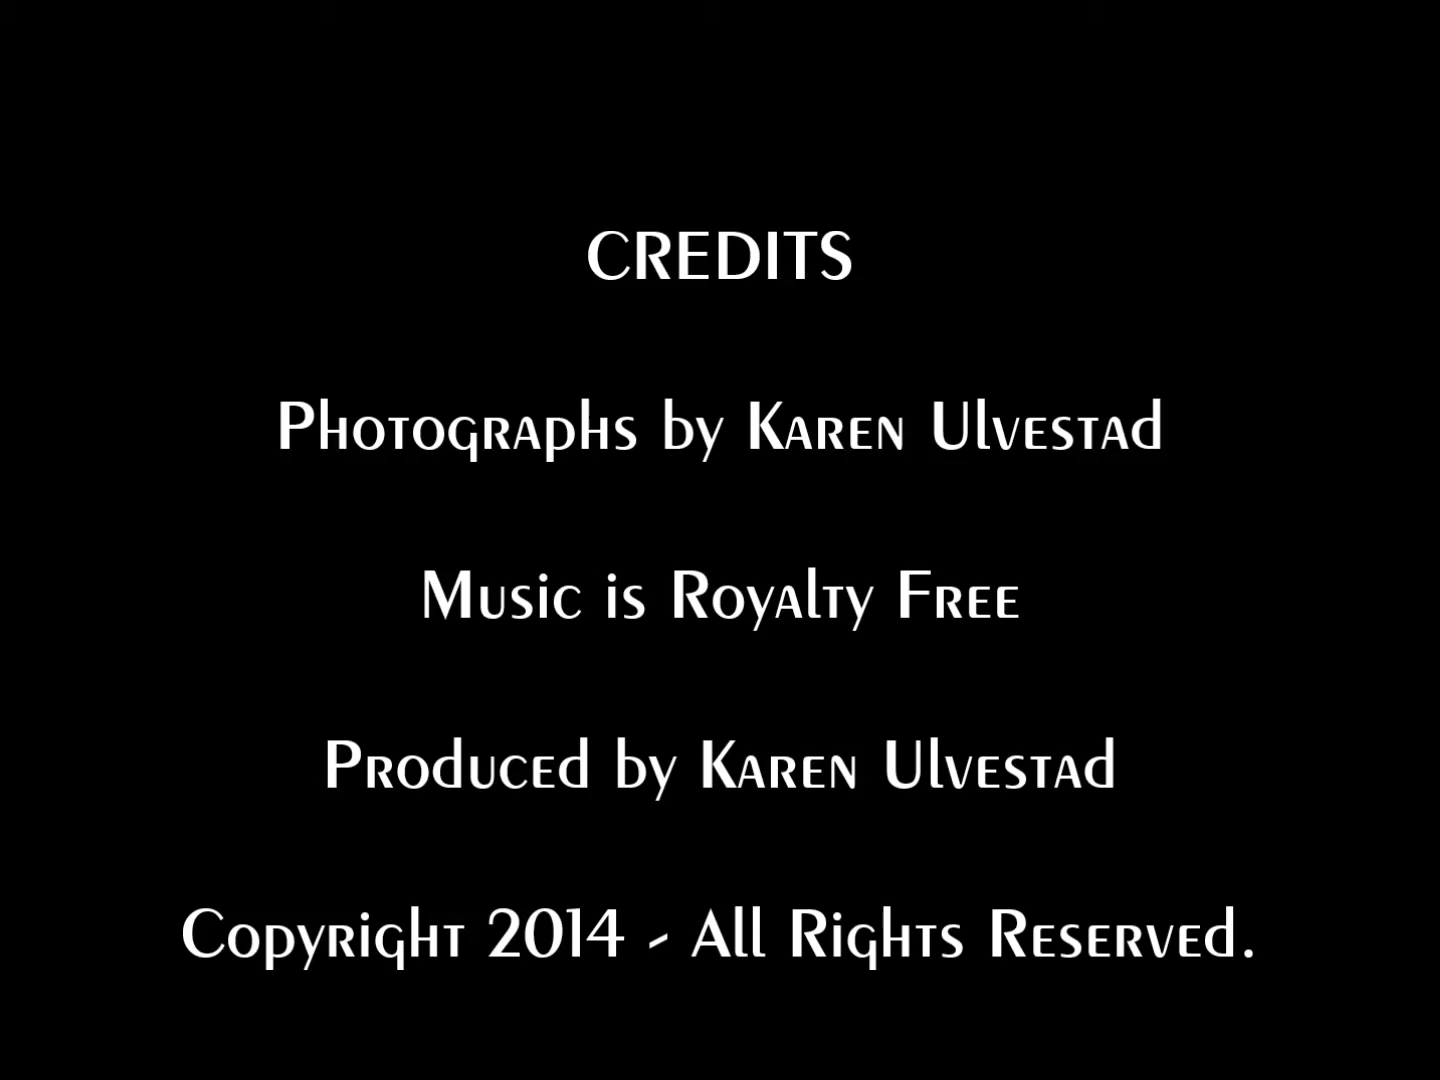 CREDITS
Photographs by Karen Ulvestad
Music is Royalty Free
Produced by Karen Ulvestad
Copyright 2014 - All Rights Reserved.